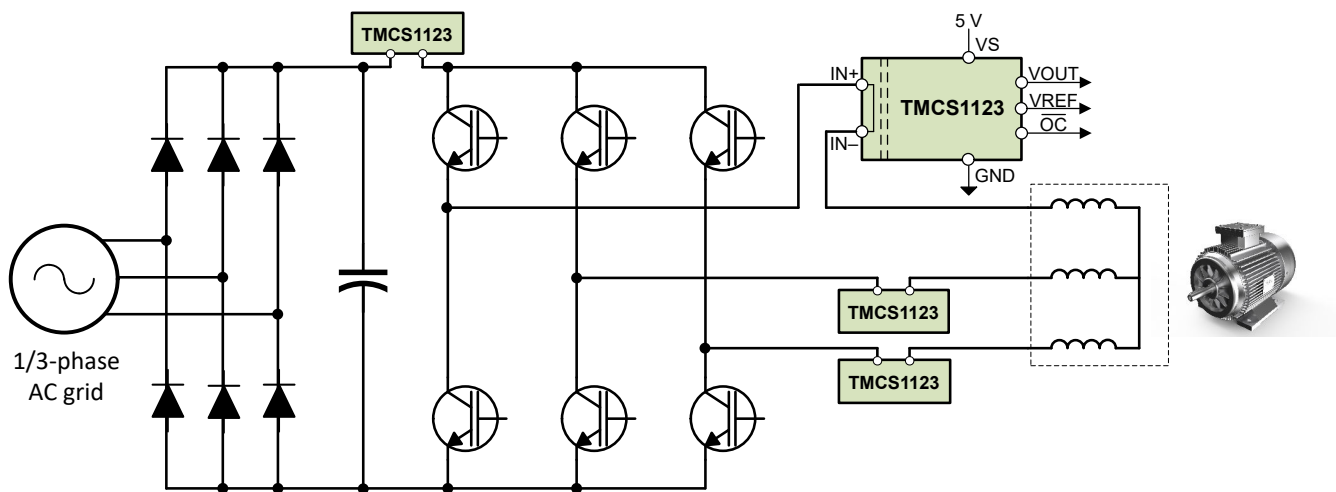 TMCS1123
5 V
VS
IN+
TMCS1123
VOUT
VREF
OC
IN–
GND
TMCS1123
1/3-phase
AC grid
TMCS1123